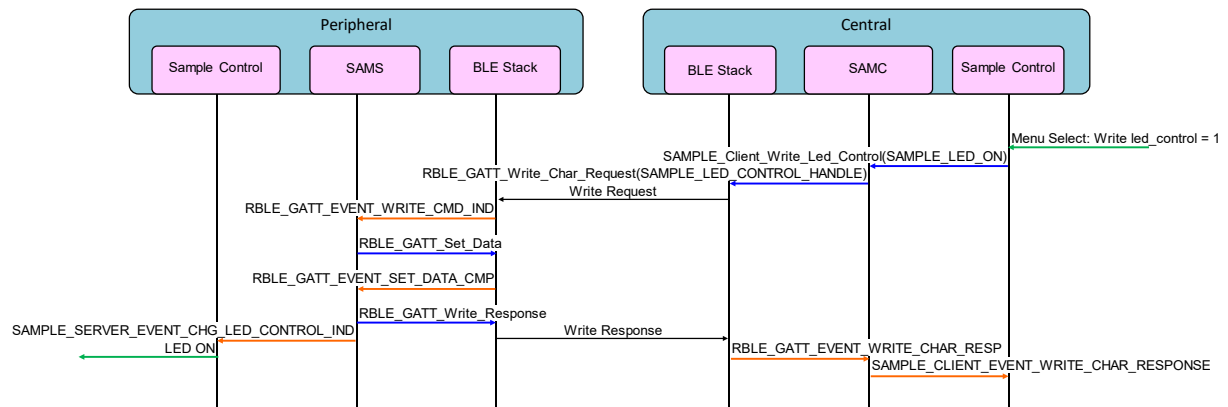 Peripheral
Central
Sample Control
SAMS
BLE Stack
BLE Stack
SAMC
Sample Control
Menu Select: Write led_control = 1
SAMPLE_Client_Write_Led_Control(SAMPLE_LED_ON)
RBLE_GATT_Write_Char_Request(SAMPLE_LED_CONTROL_HANDLE)
Write Request
RBLE_GATT_EVENT_WRITE_CMD_IND
RBLE_GATT_Set_Data
RBLE_GATT_EVENT_SET_DATA_CMP
RBLE_GATT_Write_Response
SAMPLE_SERVER_EVENT_CHG_LED_CONTROL_IND
Write Response
LED ON
RBLE_GATT_EVENT_WRITE_CHAR_RESP
SAMPLE_CLIENT_EVENT_WRITE_CHAR_RESPONSE